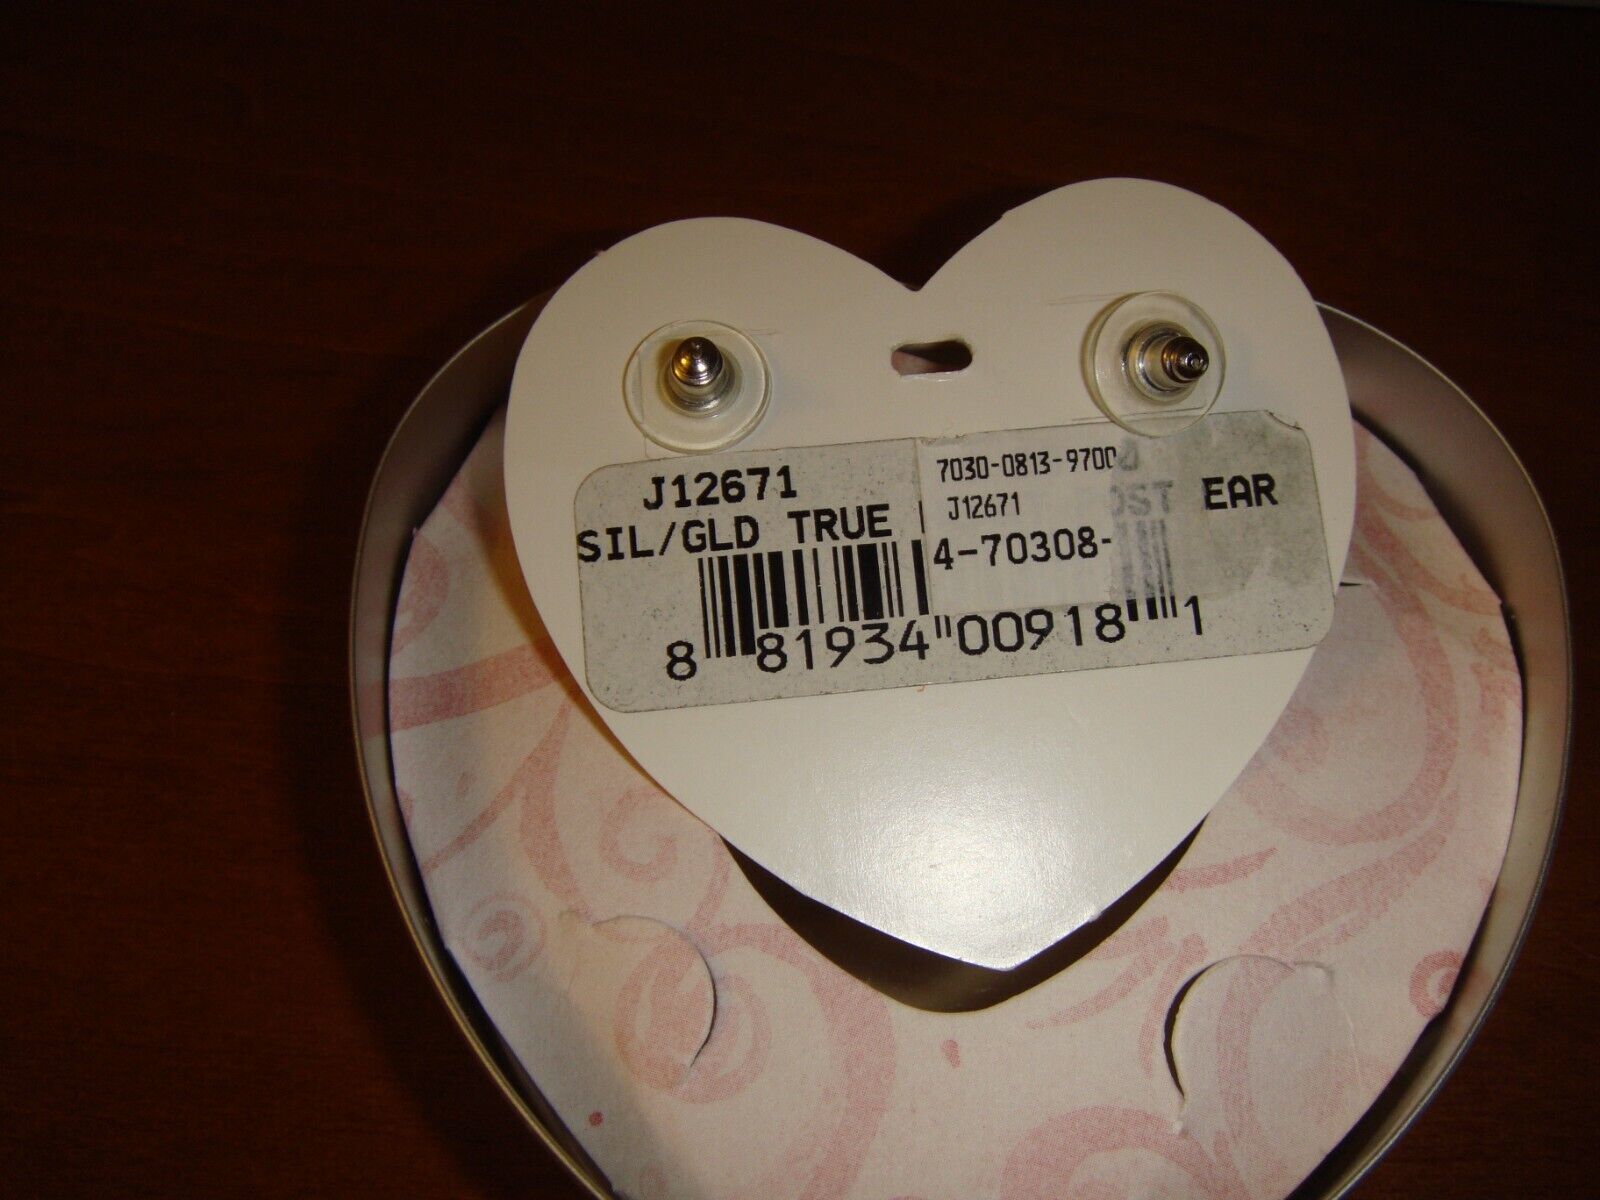 J12671
SIL/GLD TRUE
EAR
7030-0813-9700
J12671
4-70308-
8 81934 00918 1